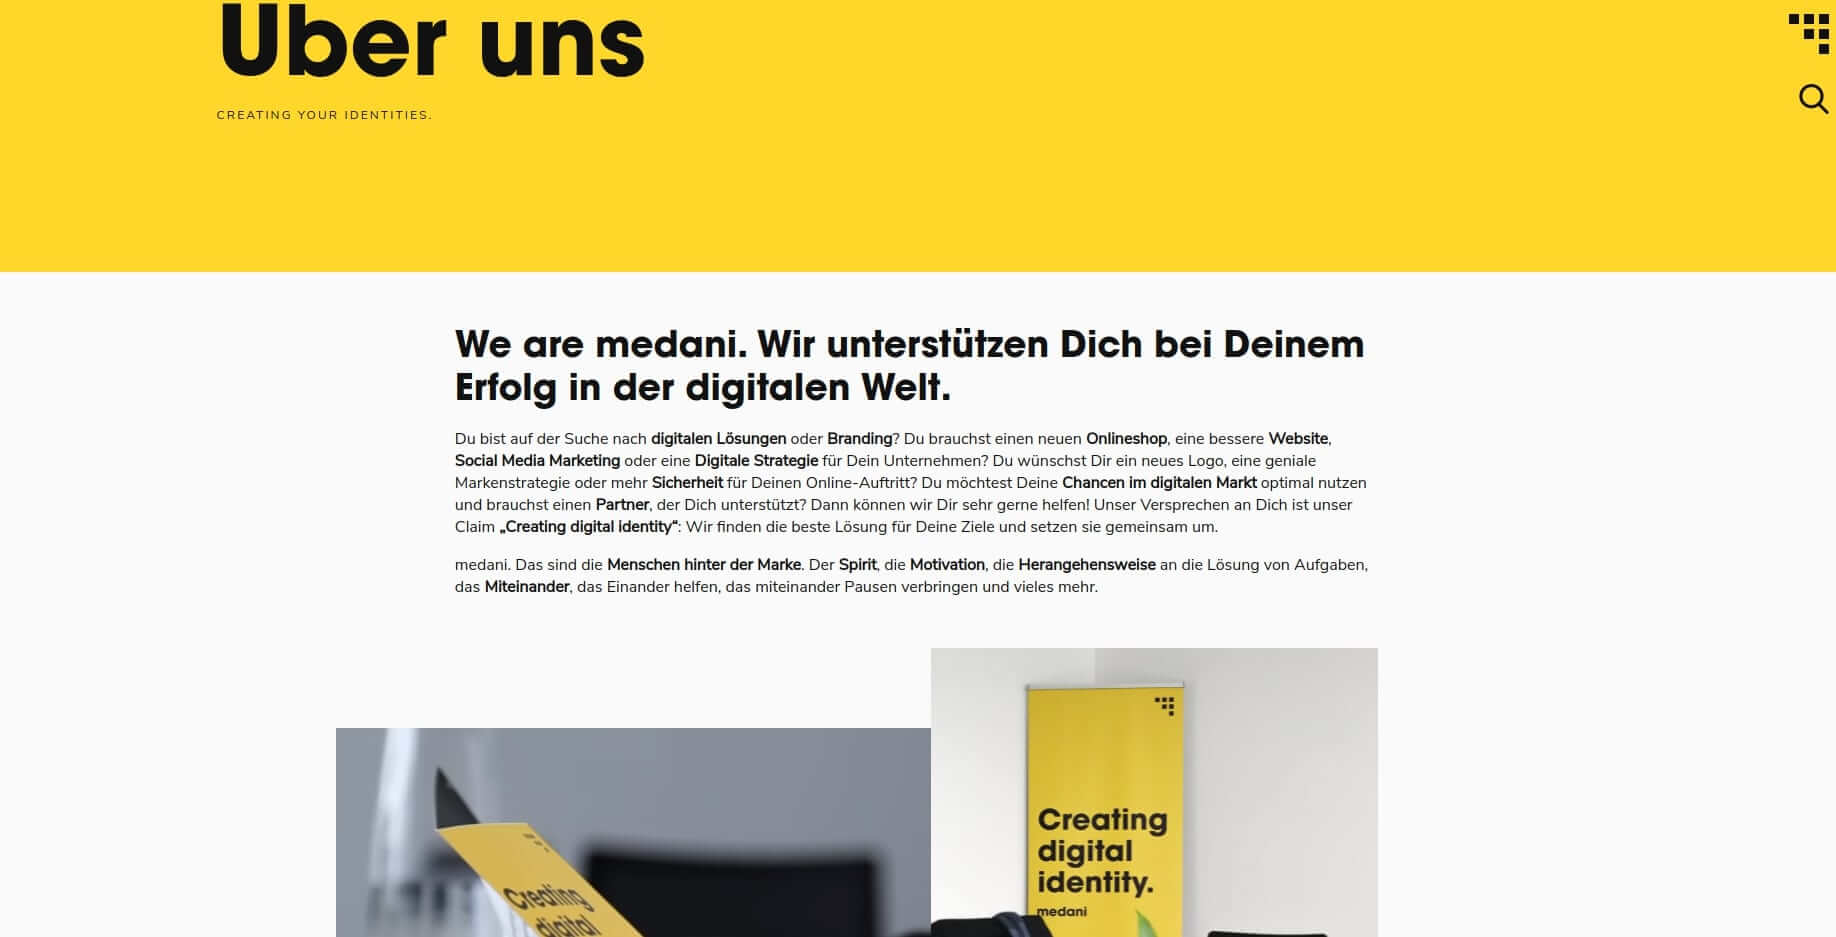 Über uns
CREATING YOUR IDENTITIES.
We are medani. Wir unterstützen Dich bei Deinem
Erfolg in der digitalen Welt.
Du bist auf der Suche nach digitalen Lösungen oder Branding? Du brauchst einen neuen Onlineshop, eine bessere Website,
Social Media Marketing oder eine Digitale Strategie für Dein Unternehmen? Du wünschst Dir ein neues Logo, eine geniale
Markenstrategie oder mehr Sicherheit für Deinen Online-Auftritt? Du möchtest Deine Chancen im digitalen Markt optimal nutzen
und brauchst einen Partner, der Dich unterstützt? Dann können wir Dir sehr gerne helfen! Unser Versprechen an Dich ist unser
Claim „Creating digital identity“: Wir finden die beste Lösung für Deine Ziele und setzen sie gemeinsam um.
medani. Das sind die Menschen hinter der Marke. Der Spirit, die Motivation, die Herangehensweise an die Lösung von Aufgaben,
das Miteinander, das Einander helfen, das miteinander Pausen verbringen und vieles mehr.
Creating
digital
Creating
digital
identity.
medani